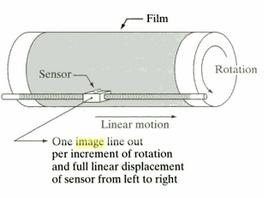 Film
Sensor
Rotation
Linear motion
One image line out
per increment of rotation
and full linear displacement
of sensor from left to right